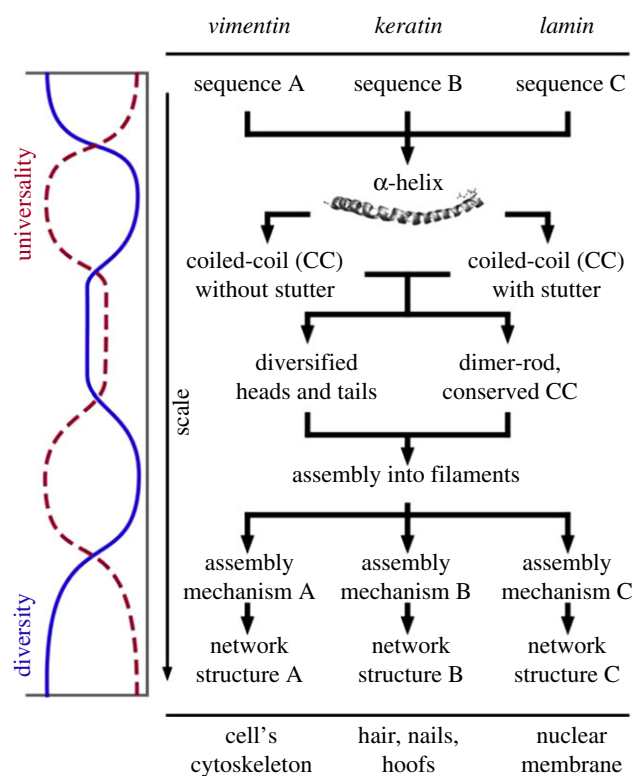 vimentin keratin lamin
sequence A sequence B sequence C
α-helix
universality
coiled-coil (CC) coiled-coil (CC)
without stutter with stutter
diversified dimer-rod,
heads and tails conserved CC
scale
assembly into filaments
assembly assembly assembly
mechanism A mechanism B mechanism C
diversity
network network network
structure A structure B structure C
cell's hair, nails, nuclear
cytoskeleton hoofs membrane